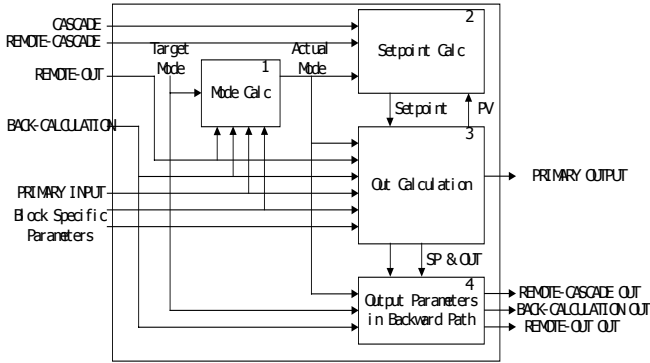 CASCADE
REMOTE-CASCADE
REMOTE-OUT
BACK-CALCULATION
PRIMARY INPUT
Block Specific
Parameters
Target
Mode
1
Mode Calc
Actual
Mode
2
Setpoint Calc
Setpoint
PV
3
Out Calculation
PRIMARY OUTPUT
SP & OUT
4
Output Parameters
in Backward Path
REMOTE-CASCADE OUT
BACK-CALCULATION OUT
REMOTE-OUT OUT